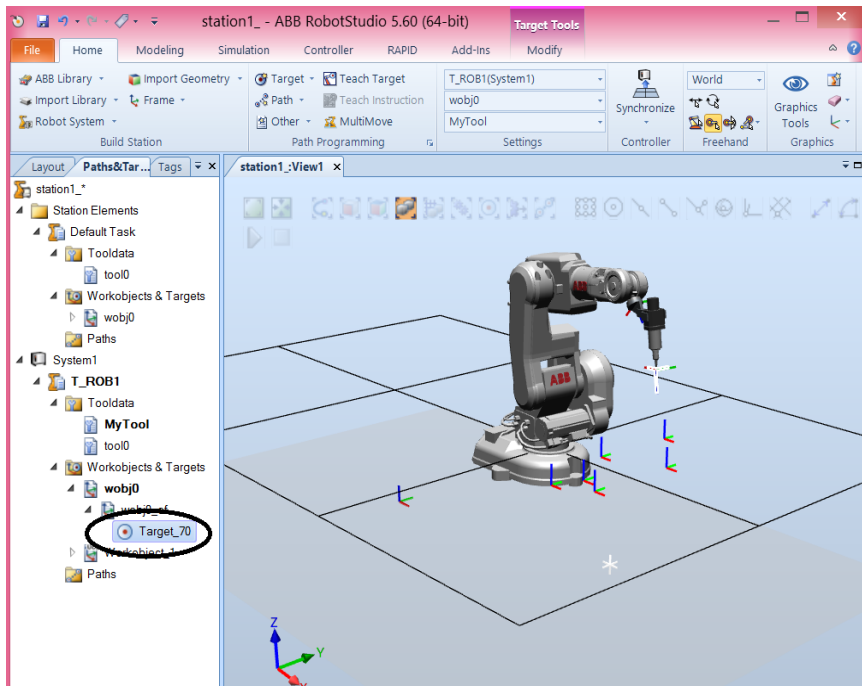 station1_ - ABB RobotStudio 5.60 (64-bit)
Target Tools
File Home Modeling Simulation Controller RAPID Add-Ins Modify
ABB Library Import Geometry Target Teach Target T_ROB1(System1) World
Import Library Frame Path Teach Instruction wobj0 Synchronize Graphics Tools
Robot System Other MultiMove MyTool
Build Station Path Programming Settings Controller Freehand Graphics
Layout Paths&Tar... Tags station1_:View1
station1_*
Station Elements
Default Task
Tooldata
tool0
Workobjects & Targets
wobj0
Paths
System1
T_ROB1
Tooldata
MyTool
tool0
Workobjects & Targets
wobj0
wobj0_of
Target_70
Workobject_1
Paths
ABB
ABB
Z
Y
X